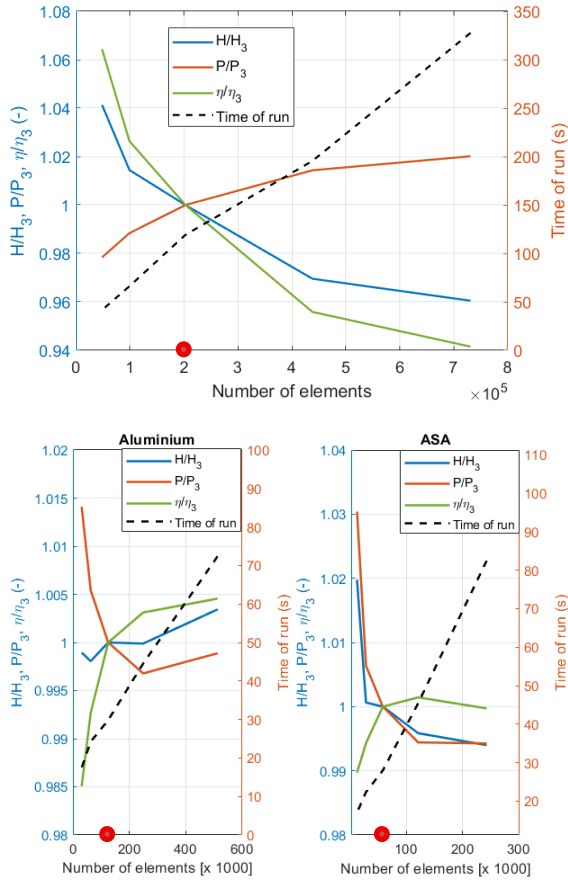 1.08
1.06
1.04
1.02
1
0.98
0.96
0.94
H/H3, P/P3, η/η3 (-)
H/H3
P/P3
η/η3
Time of run
350
300
250
200
150
100
50
0
Time of run (s)
0 1 2 3 4 5 6 7 8
×10^5
Number of elements
Aluminium
1.02
1.015
1.01
1.005
1
0.995
0.99
0.985
0.98
H/H3, P/P3, η/η3 (-)
H/H3
P/P3
η/η3
Time of run
100
90
80
70
60
50
40
30
20
10
0
Time of run (s)
0 200 400 600
Number of elements [x 1000]
ASA
1.04
1.03
1.02
1.01
1
0.99
0.98
H/H3, P/P3, η/η3 (-)
H/H3
P/P3
η/η3
Time of run
110
100
90
80
70
60
50
40
30
20
Time of run (s)
100 200 300
Number of elements [x 1000]